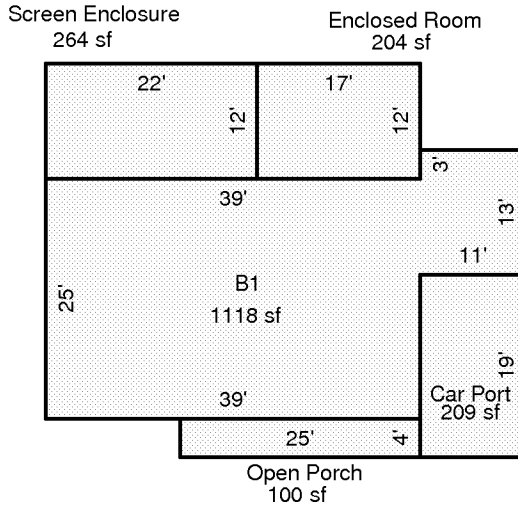 Screen Enclosure
264 sf
Enclosed Room
204 sf
22'
17'
12'
12'
3'
39'
13'
11'
B1
25'
1118 sf
19'
39'
Car Port
209 sf
25'
4'
Open Porch
100 sf